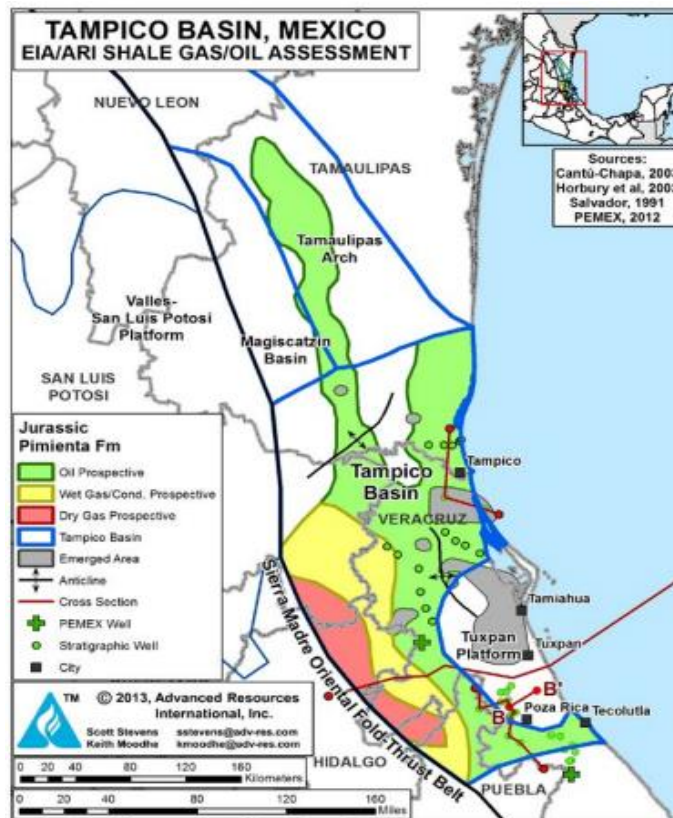 TAMPICO BASIN, MEXICO
EIA/ARI SHALE GAS/OIL ASSESSMENT
NUEVO LEON
TAMAULIPAS
Sources:
Cantú-Chapa, 2003
Horbury et al, 2003
Salvador, 1991
PEMEX, 2012
Tamaulipas
Arch
Valles-
San Luis Potosi
Platform
Magiscatzin
Basin
SAN LUIS
POTOSI
Jurassic
Pimienta Fm
Oil Prospective
Wet Gas/Cond. Prospective
Dry Gas Prospective
Tampico Basin
Emerged Area
Anticline
Cross Section
PEMEX Well
Stratigraphic Well
City
Tampico
Tampico
Basin
VERACRUZ
Tamiahua
Tuxpan
Platform
Tuxpan
Sierra Madre Oriental Fold-Thrust Belt
B'
B
Poza Rica
Tecolutla
HIDALGO
PUEBLA
TM
© 2013, Advanced Resources
International, Inc.
Scott Stevens sstevens@adv-res.com
Keith Moodhe kmoodhe@adv-res.com
0 20 40 80 120 160
Kilometers
0 20 40 80 120 160
Miles